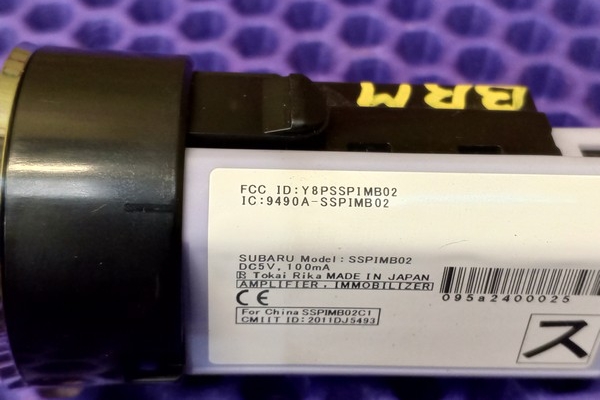 BRM
FCC ID:Y8PSSPIMB02
IC:9490A-SSPIMB02
SUBARU Model:SSPIMB02
DC5V, 100mA
Tokai Rika MADE IN JAPAN
AMPLIFIER, IMMOBILIZER
CE
For China SSPIMB02C1
CMIIT ID:2011DJ5493
095a2400025
ス